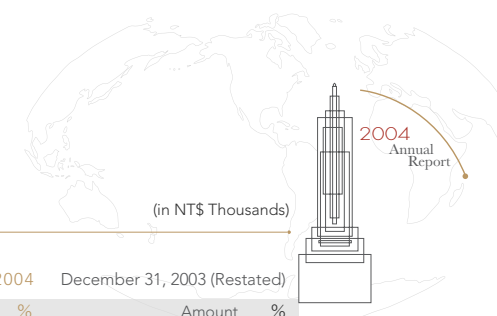 2004
Annual
Report
(in NT$ Thousands)
2004 December 31, 2003 (Restated)
% Amount %